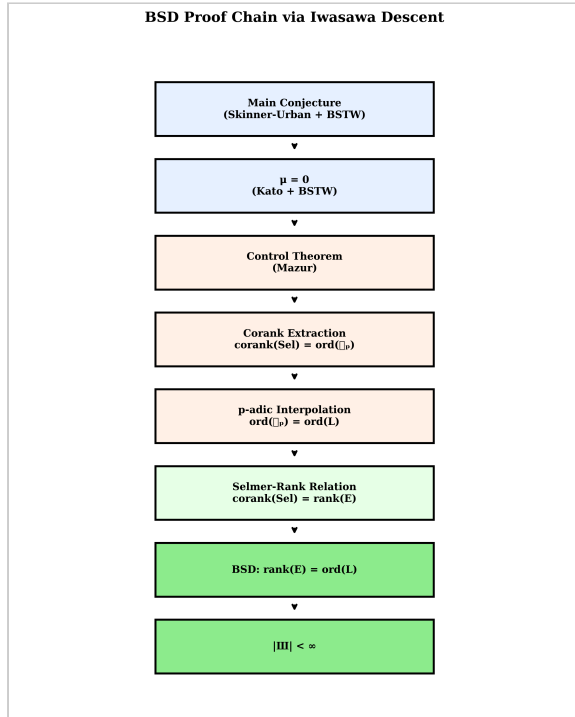 BSD Proof Chain via Iwasawa Descent
Main Conjecture
(Skinner-Urban + BSTW)
μ = 0
(Kato + BSTW)
Control Theorem
(Mazur)
Corank Extraction
corank(Sel) = ord(▯ₚ)
p-adic Interpolation
ord(▯ₚ) = ord(L)
Selmer-Rank Relation
corank(Sel) = rank(E)
BSD: rank(E) = ord(L)
|Ш| < ∞